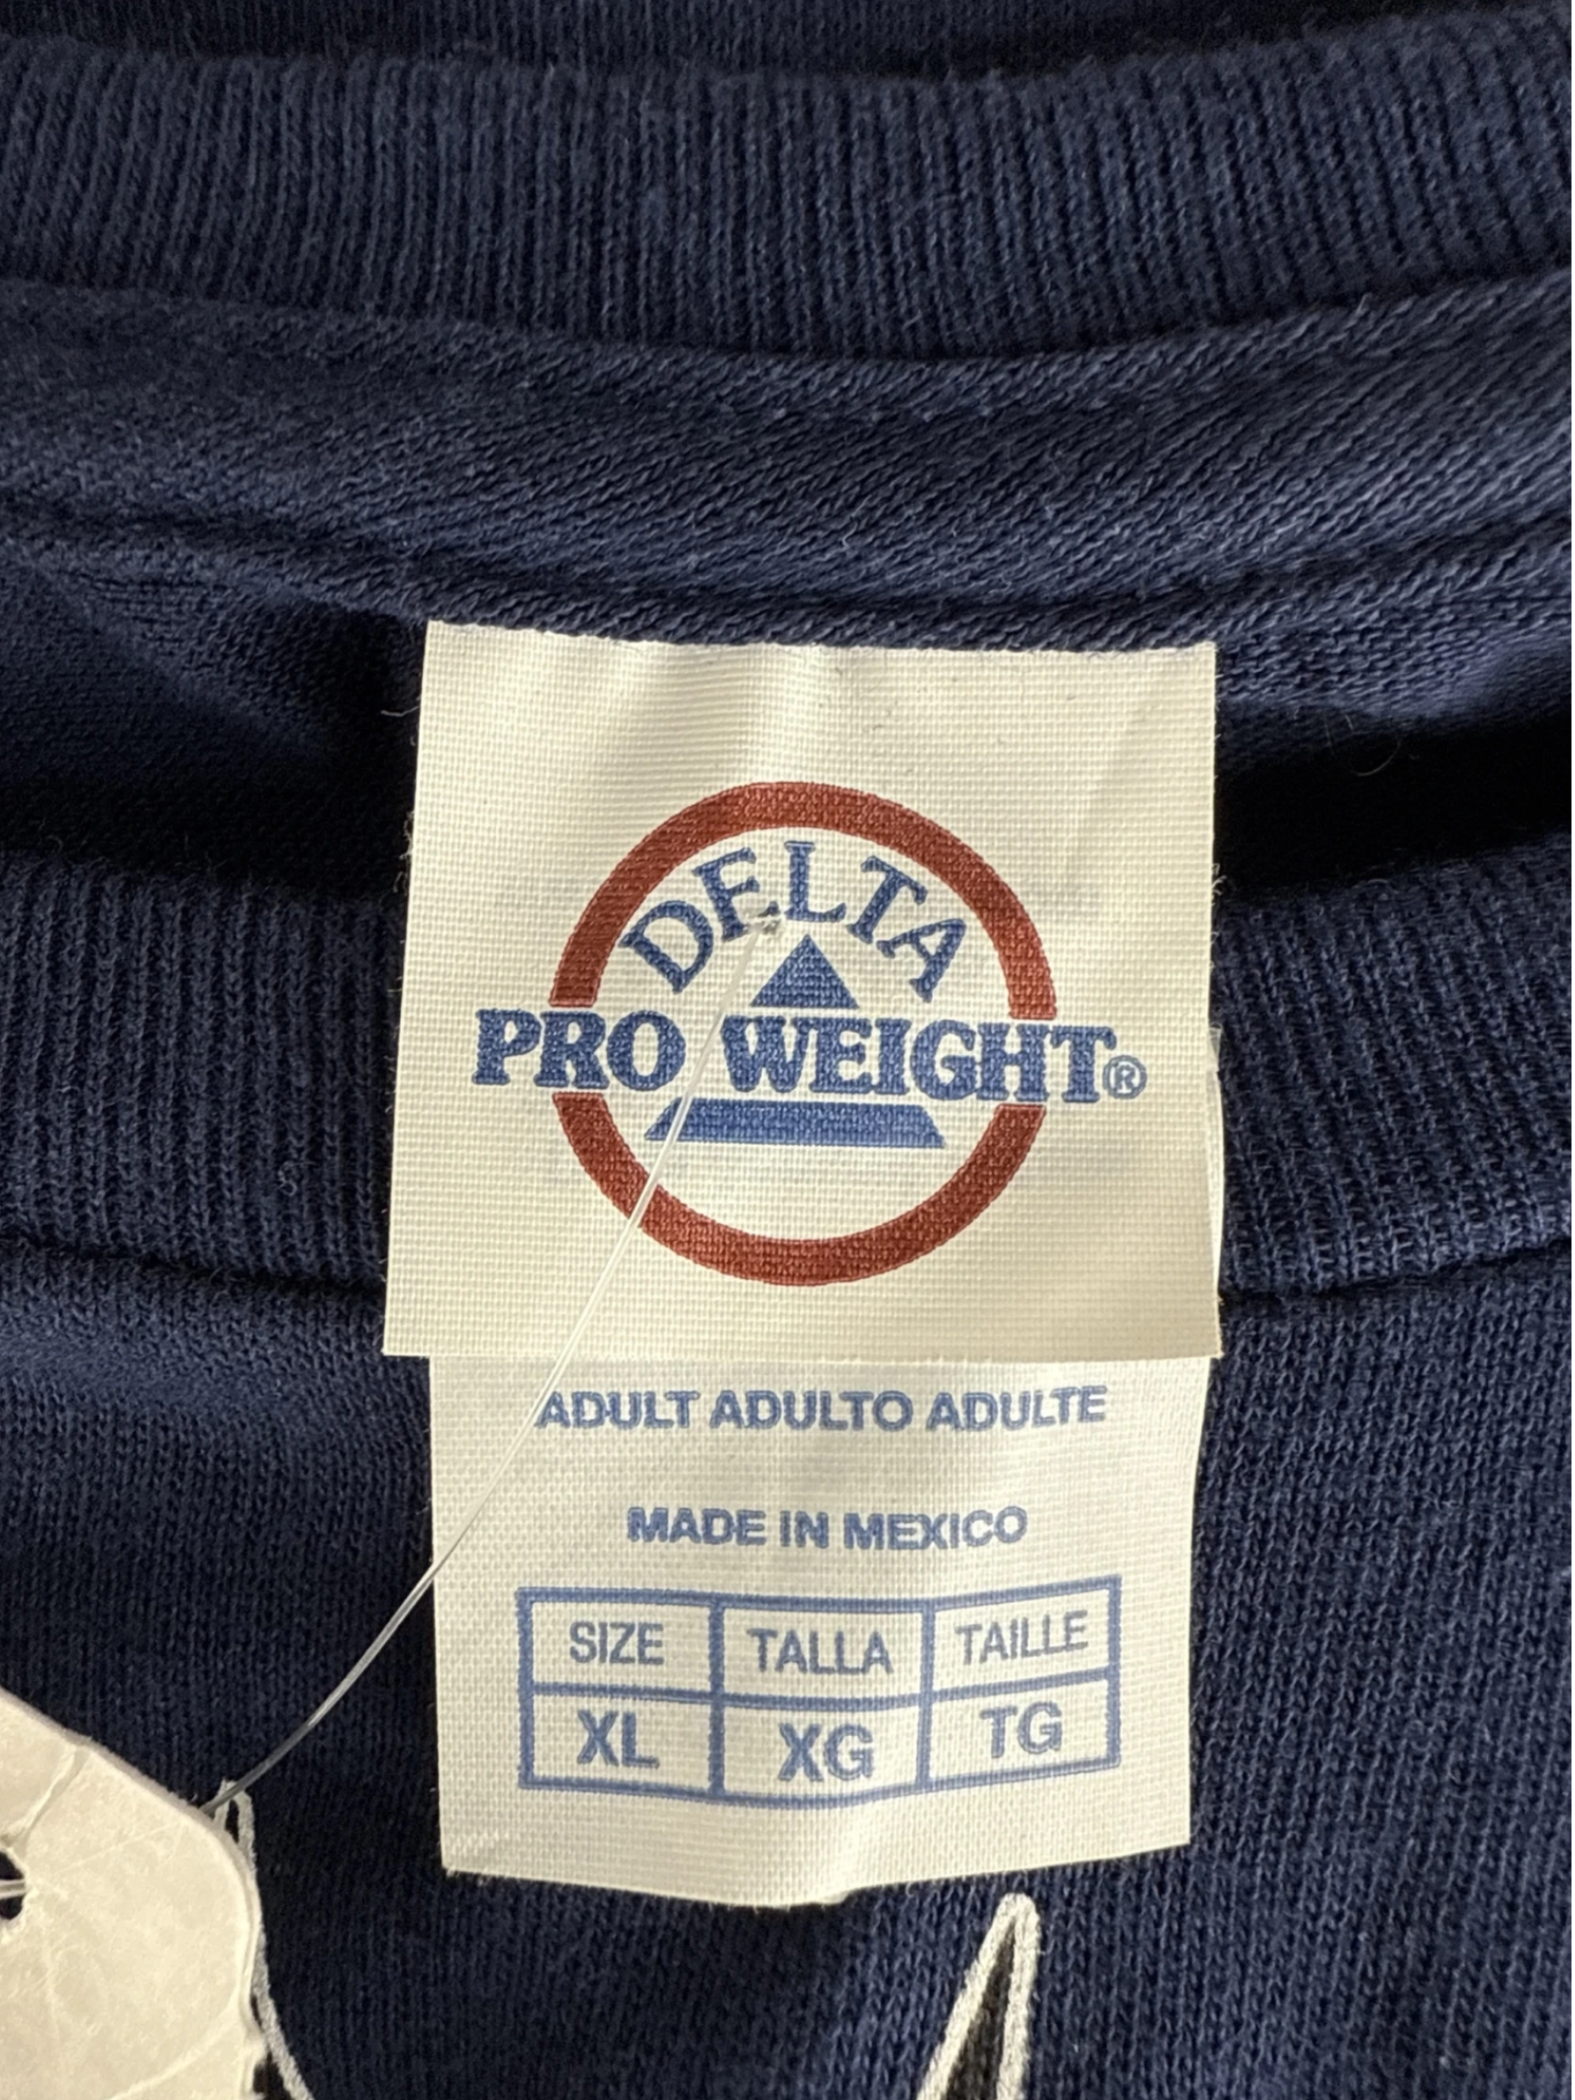 DELTA
PRO WEIGHT®
ADULT ADULTO ADULTE
MADE IN MEXICO
SIZE TALLA TAILLE
XL XG TG